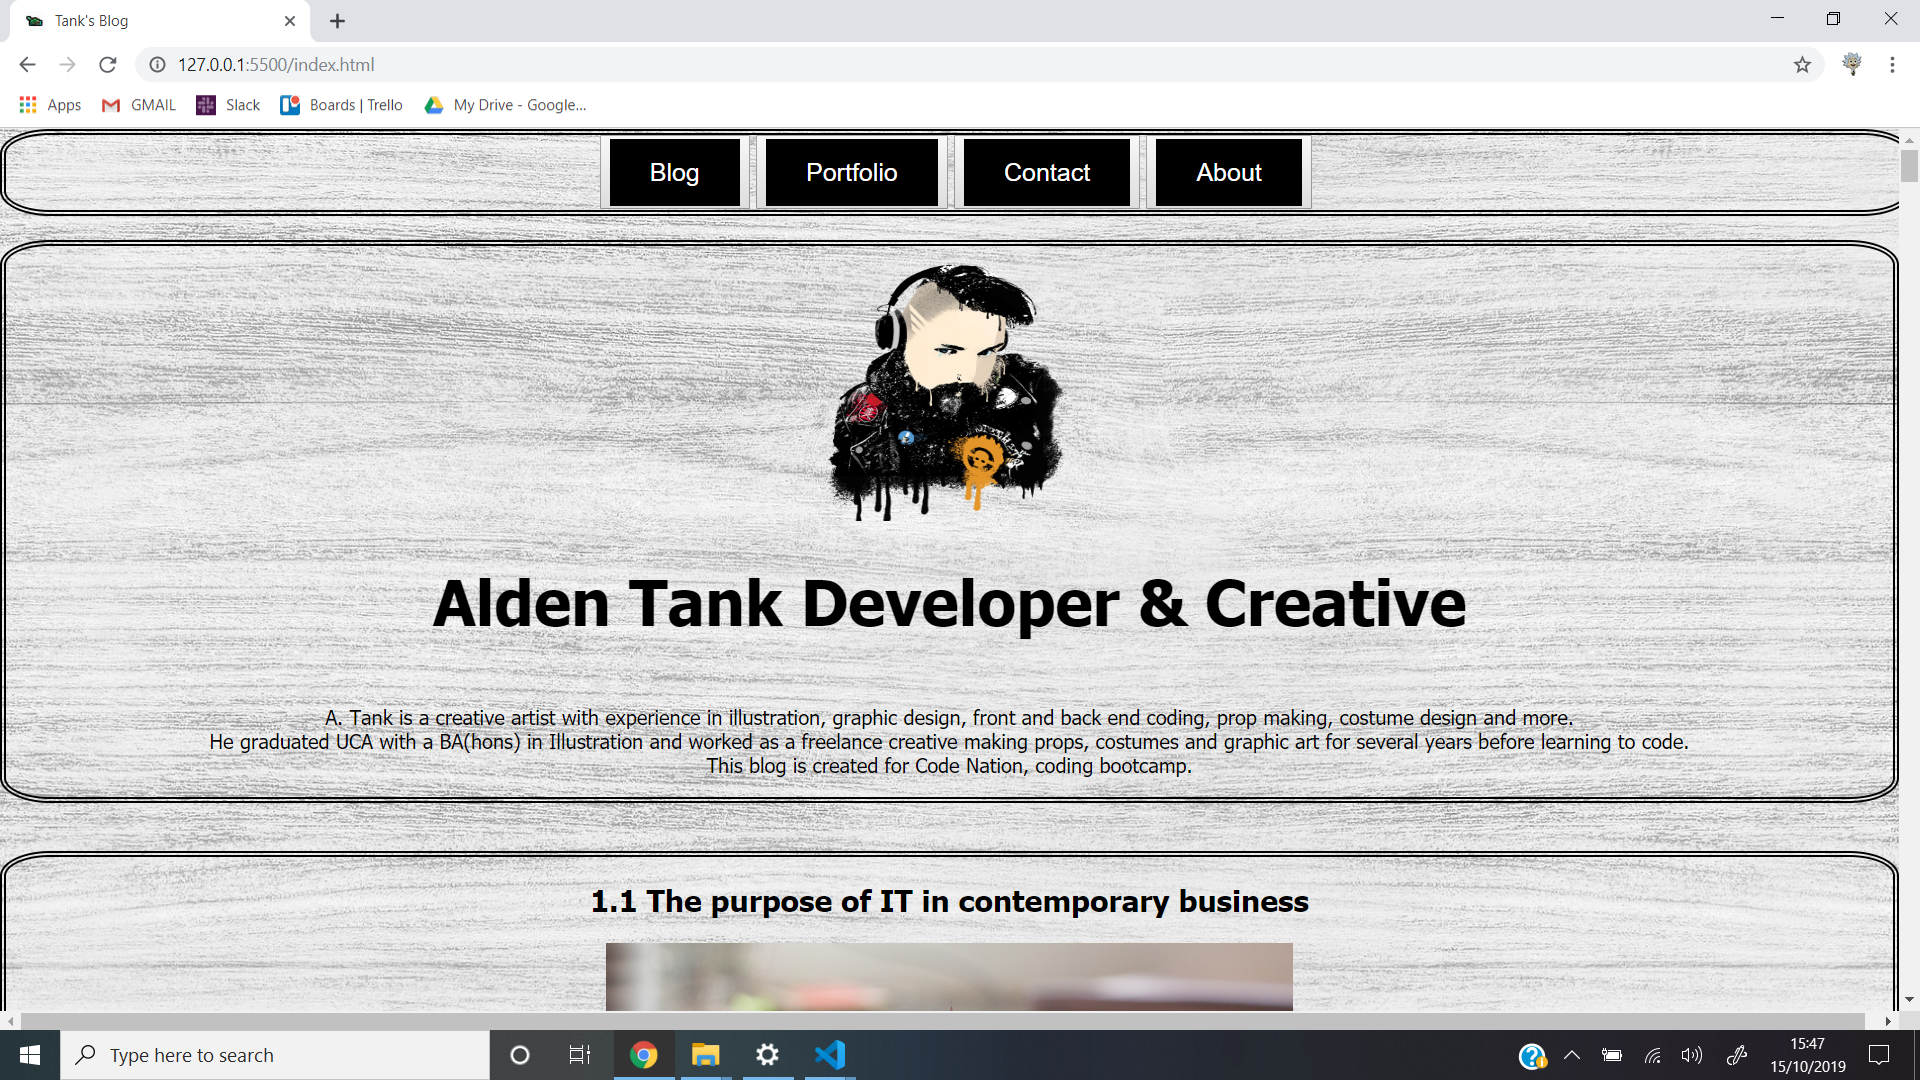 Tank's Blog
127.0.0.1:5500/index.html
Apps GMAIL Slack Boards | Trello My Drive - Google...
Blog Portfolio Contact About
Alden Tank Developer & Creative
A. Tank is a creative artist with experience in illustration, graphic design, front and back end coding, prop making, costume design and more.
He graduated UCA with a BA(hons) in Illustration and worked as a freelance creative making props, costumes and graphic art for several years before learning to code.
This blog is created for Code Nation, coding bootcamp.
1.1 The purpose of IT in contemporary business
Type here to search
15:47
15/10/2019